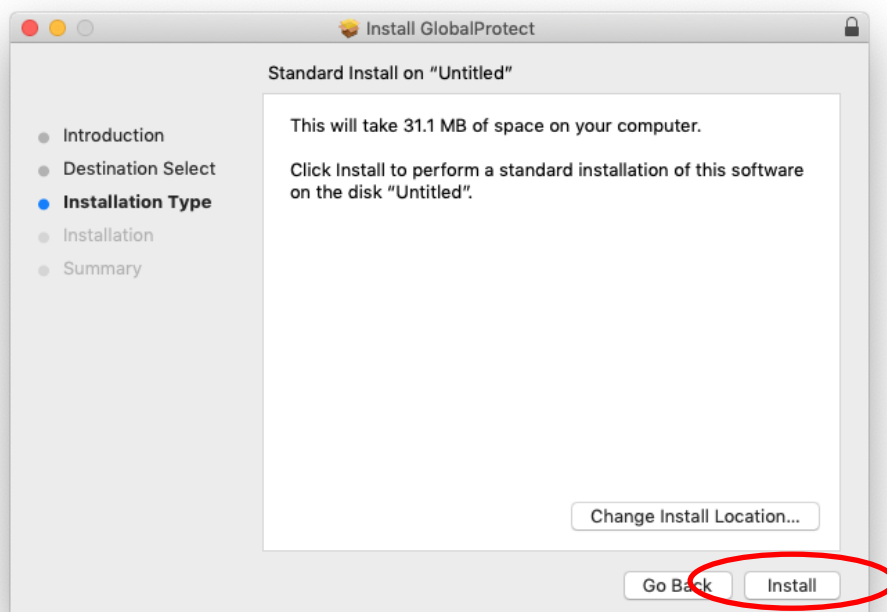 Install GlobalProtect
Standard Install on “Untitled”
Introduction
Destination Select
Installation Type
Installation
Summary
This will take 31.1 MB of space on your computer.
Click Install to perform a standard installation of this software
on the disk “Untitled”.
Change Install Location...
Go Back
Install